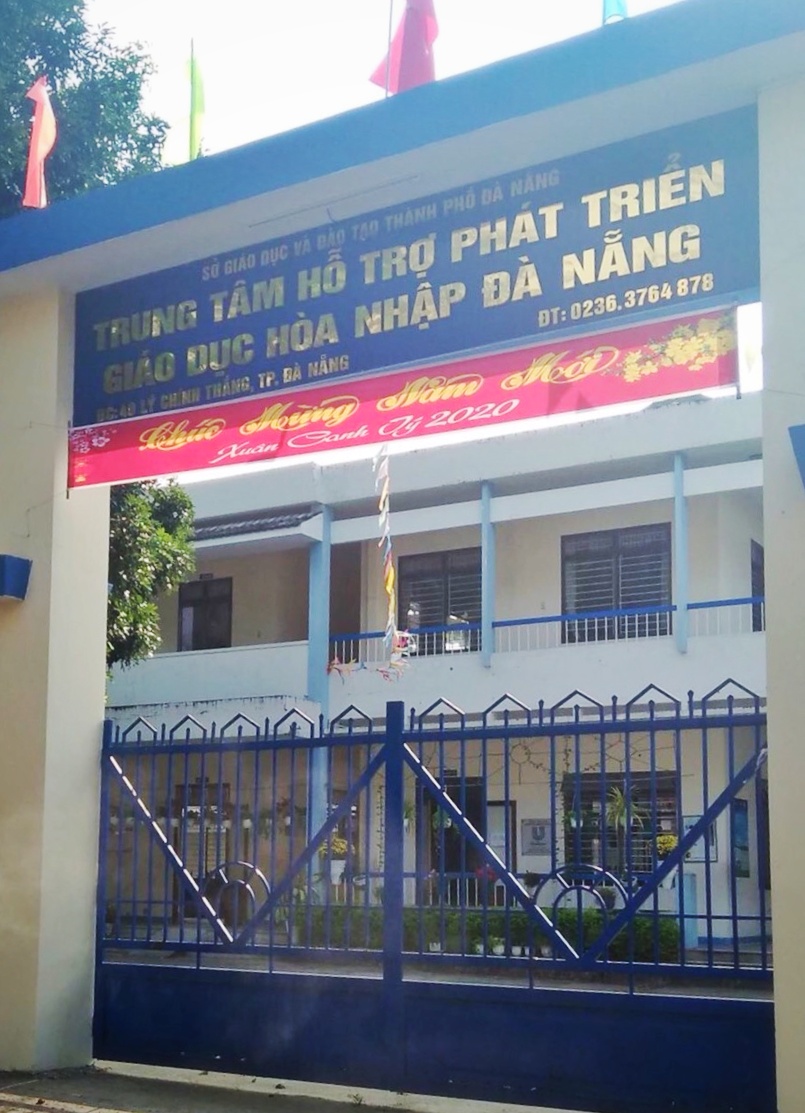 SỞ GIÁO DỤC VÀ ĐÀO TẠO THÀNH PHỐ ĐÀ NẴNG
TRUNG TÂM HỖ TRỢ PHÁT TRIỂN
GIÁO DỤC HÒA NHẬP ĐÀ NẴNG
ĐC: 40 LÝ CHÍNH THẮNG, TP. ĐÀ NẴNG
ĐT: 0236.3764 878
Chúc Mừng Năm Mới
Xuân Canh Tý 2020